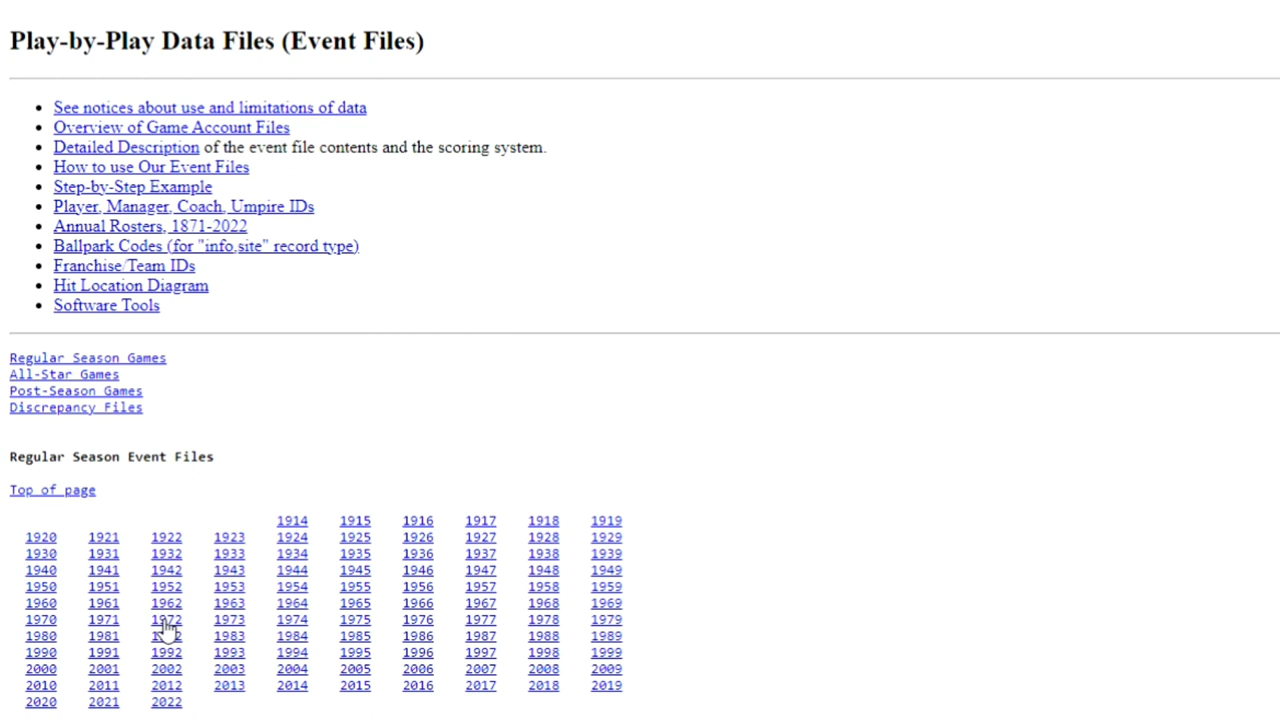 Play-by-Play Data Files (Event Files)
See notices about use and limitations of data
Overview of Game Account Files
Detailed Description of the event file contents and the scoring system.
How to use Our Event Files
Step-by-Step Example
Player, Manager, Coach, Umpire IDs
Annual Rosters, 1871-2022
Ballpark Codes (for "info,site" record type)
Franchise/Team IDs
Hit Location Diagram
Software Tools
Regular Season Games
All-Star Games
Post-Season Games
Discrepancy Files
Regular Season Event Files
Top of page
1914 1915 1916 1917 1918 1919
1920 1921 1922 1923 1924 1925 1926 1927 1928 1929
1930 1931 1932 1933 1934 1935 1936 1937 1938 1939
1940 1941 1942 1943 1944 1945 1946 1947 1948 1949
1950 1951 1952 1953 1954 1955 1956 1957 1958 1959
1960 1961 1962 1963 1964 1965 1966 1967 1968 1969
1970 1971 1972 1973 1974 1975 1976 1977 1978 1979
1980 1981 1982 1983 1984 1985 1986 1987 1988 1989
1990 1991 1992 1993 1994 1995 1996 1997 1998 1999
2000 2001 2002 2003 2004 2005 2006 2007 2008 2009
2010 2011 2012 2013 2014 2015 2016 2017 2018 2019
2020 2021 2022